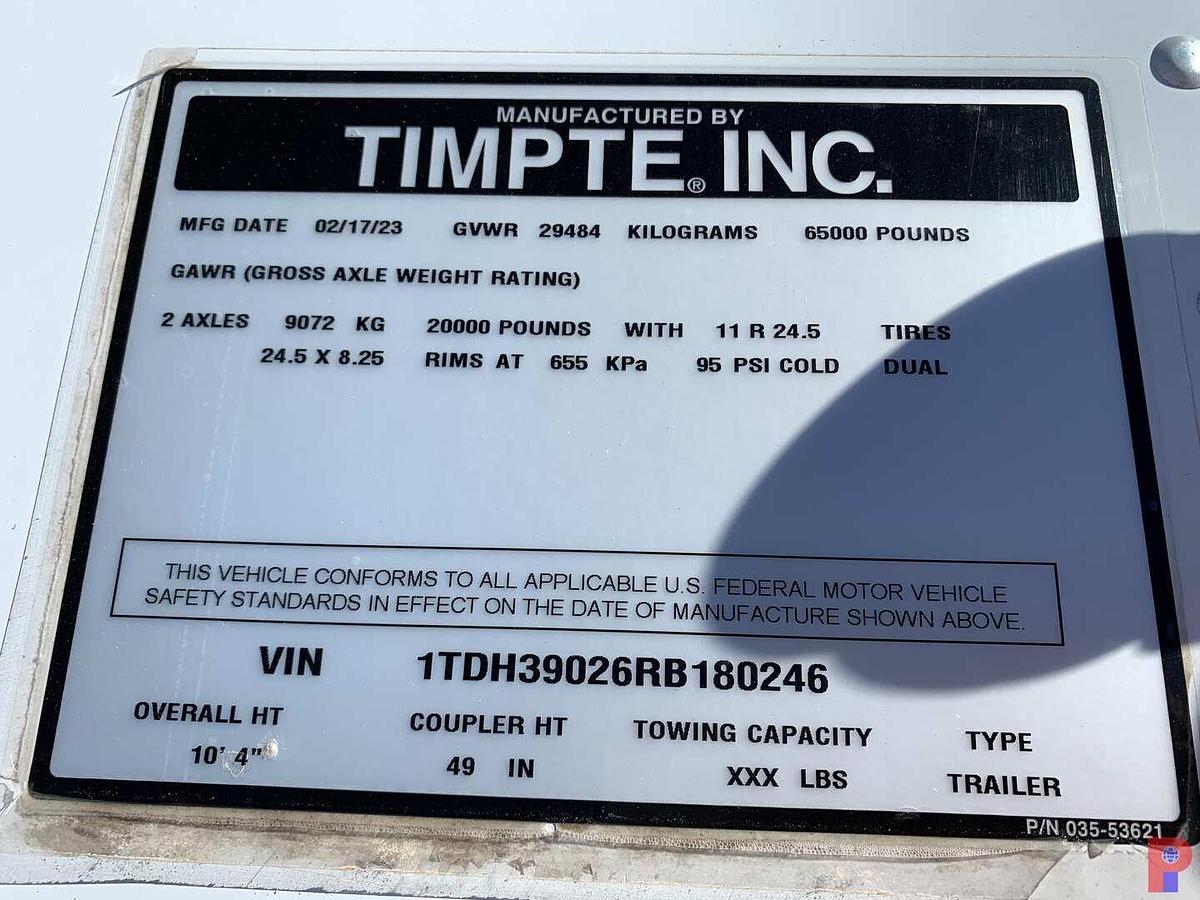 MANUFACTURED BY
TIMPTE® INC.
MFG DATE 02/17/23 GVWR 29484 KILOGRAMS 65000 POUNDS
GAWR (GROSS AXLE WEIGHT RATING)
2 AXLES 9072 KG 20000 POUNDS WITH 11 R 24.5 TIRES
24.5 X 8.25 RIMS AT 655 KPa 95 PSI COLD DUAL
THIS VEHICLE CONFORMS TO ALL APPLICABLE U.S. FEDERAL MOTOR VEHICLE
SAFETY STANDARDS IN EFFECT ON THE DATE OF MANUFACTURE SHOWN ABOVE.
VIN 1TDH39026RB180246
OVERALL HT COUPLER HT TOWING CAPACITY TYPE
10' 4" 49 IN XXX LBS TRAILER
P/N 035-53621